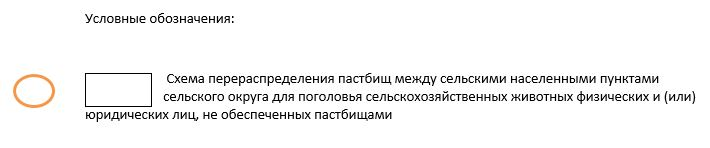 Условные обозначения:
Схема перераспределения пастбищ между сельскими населенными пунктами
сельского округа для поголовья сельскохозяйственных животных физических и (или)
юридических лиц, не обеспеченных пастбищами